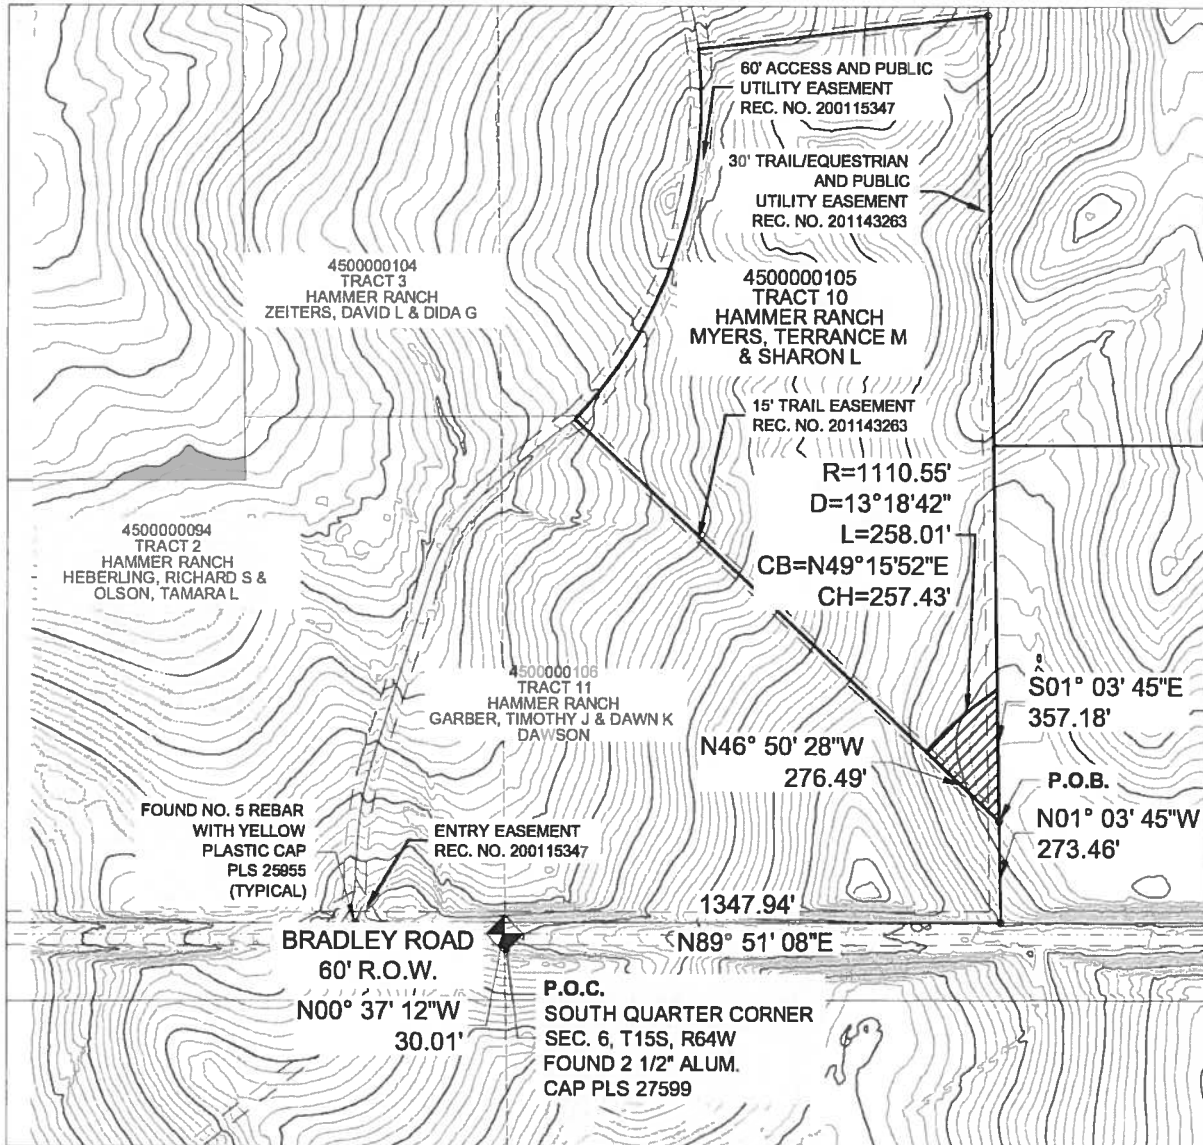 60' ACCESS AND PUBLIC
UTILITY EASEMENT
REC. NO. 200115347
30' TRAIL/EQUESTRIAN
AND PUBLIC
UTILITY EASEMENT
REC. NO. 201143263
4500000104
TRACT 3
HAMMER RANCH
ZEITERS, DAVID L & DIDA G
4500000105
TRACT 10
HAMMER RANCH
MYERS, TERRANCE M
& SHARON L
15' TRAIL EASEMENT
REC. NO. 201143263
R=1110.55'
D=13°18'42"
L=258.01'
CB=N49°15'52"E
CH=257.43'
4500000094
TRACT 2
HAMMER RANCH
HEBERLING, RICHARD S &
OLSON, TAMARA L
4500000106
TRACT 11
HAMMER RANCH
GARBER, TIMOTHY J & DAWN K
DAWSON
S01° 03' 45"E
357.18'
N46° 50' 28"W
276.49'
P.O.B.
N01° 03' 45"W
273.46'
FOUND NO. 5 REBAR
WITH YELLOW
PLASTIC CAP
PLS 25955
(TYPICAL)
ENTRY EASEMENT
REC. NO. 200115347
1347.94'
N89° 51' 08"E
BRADLEY ROAD
60' R.O.W.
N00° 37' 12"W
30.01'
P.O.C.
SOUTH QUARTER CORNER
SEC. 6, T15S, R64W
FOUND 2 1/2" ALUM.
CAP PLS 27599